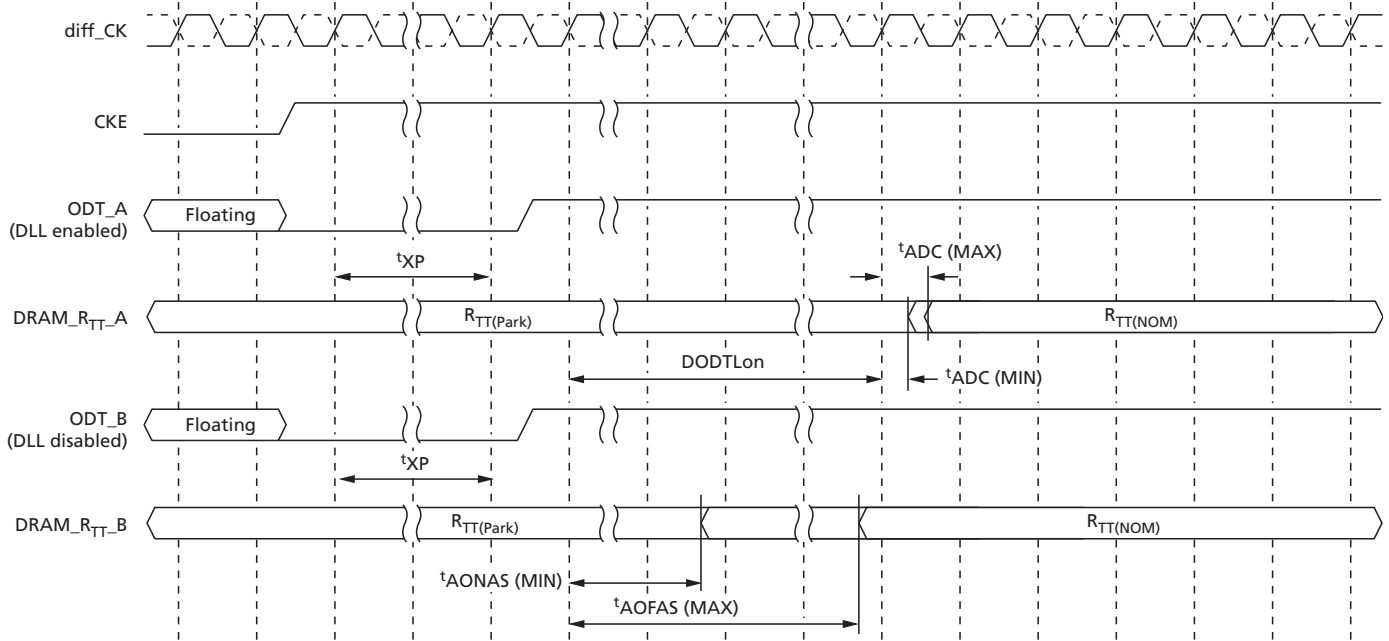 diff_CK
CKE
ODT_A
(DLL enabled)
Floating
tXP
tADC (MAX)
DRAM_RTT_A
RTT(Park)
RTT(NOM)
DODTLon
tADC (MIN)
ODT_B
(DLL disabled)
Floating
tXP
DRAM_RTT_B
RTT(Park)
RTT(NOM)
tAONAS (MIN)
tAOFAS (MAX)